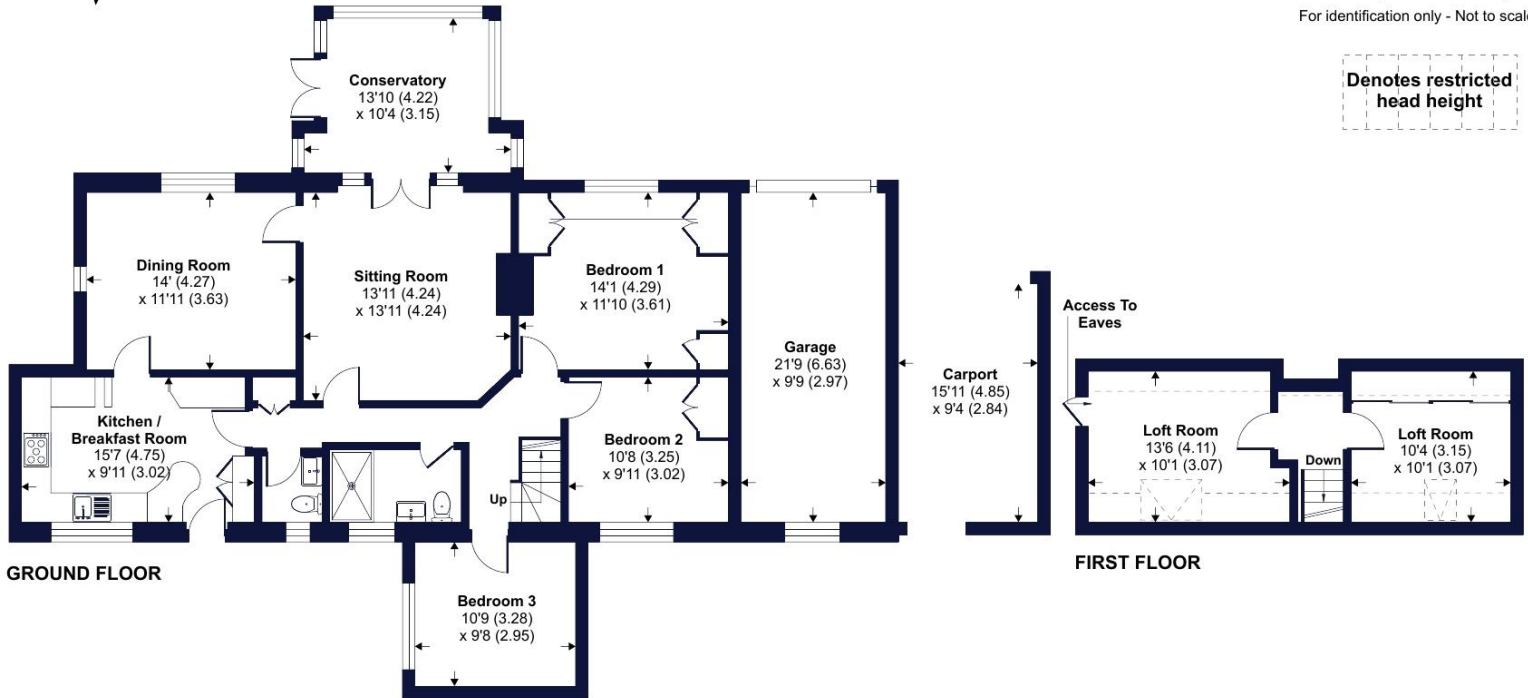 For identification only - Not to scale
Denotes restricted
head height
Conservatory
13'10 (4.22)
x 10'4 (3.15)
Dining Room
14' (4.27)
x 11'11 (3.63)
Sitting Room
13'11 (4.24)
x 13'11 (4.24)
Bedroom 1
14'1 (4.29)
x 11'10 (3.61)
Garage
21'9 (6.63)
x 9'9 (2.97)
Carport
15'11 (4.85)
x 9'4 (2.84)
Kitchen /
Breakfast Room
15'7 (4.75)
x 9'11 (3.02)
Bedroom 2
10'8 (3.25)
x 9'11 (3.02)
Up
Bedroom 3
10'9 (3.28)
x 9'8 (2.95)
GROUND FLOOR
Access To
Eaves
Loft Room
13'6 (4.11)
x 10'1 (3.07)
Down
Loft Room
10'4 (3.15)
x 10'1 (3.07)
FIRST FLOOR